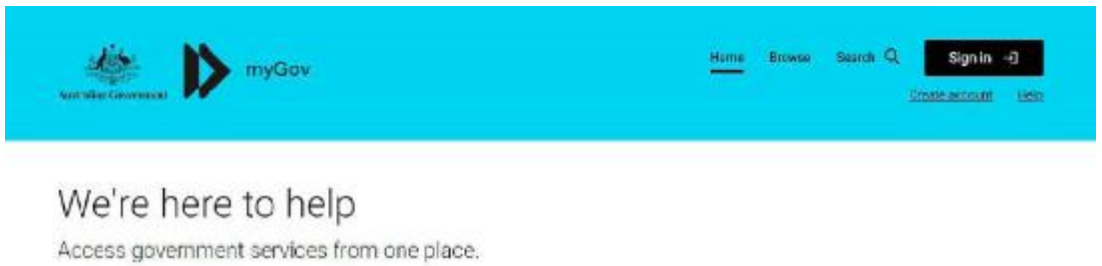 Australian Government
myGov
Home Browse Search Sign in
Create account Help
We're here to help
Access government services from one place.